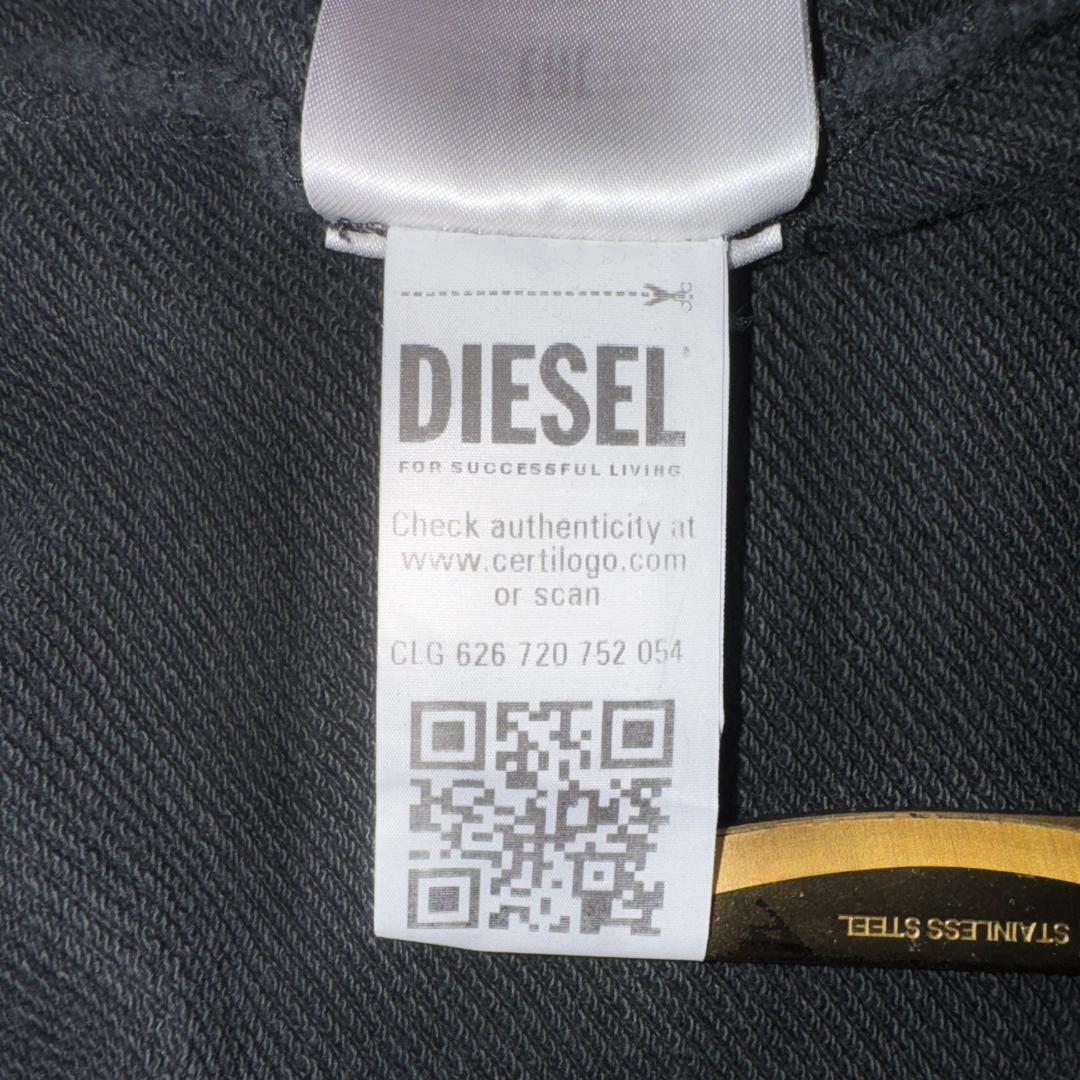 DIESEL
FOR SUCCESSFUL LIVING
Check authenticity at
www.certilogo.com
or scan
CLG 626 720 752 054
STAINLESS STEEL